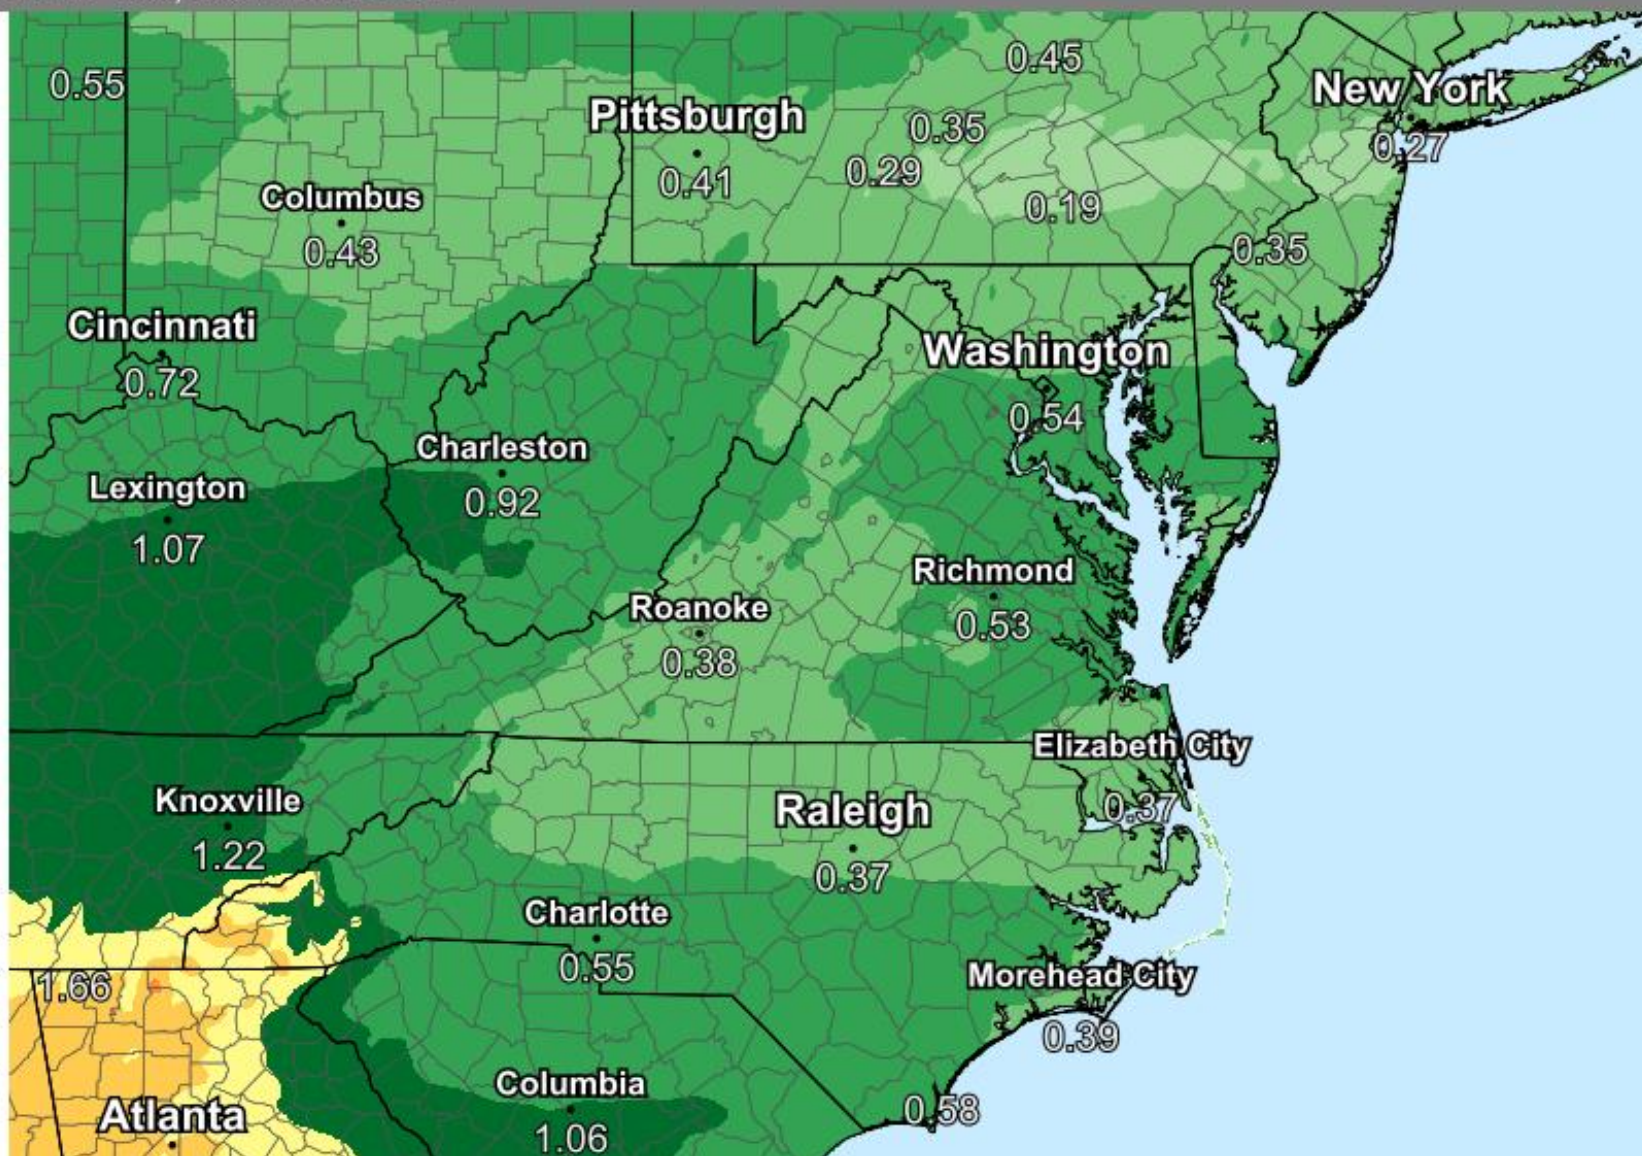 0.45
0.55
New York
Pittsburgh
0.35
0.27
0.29
0.41
Columbus
0.19
0.43
0.35
Cincinnati
Washington
0.72
0.54
Charleston
Lexington
0.92
1.07
Richmond
Roanoke
0.53
0.38
Elizabeth City
Knoxville
Raleigh
0.37
1.22
0.37
Charlotte
0.55
Morehead City
1.66
0.39
Columbia
0.58
Atlanta
1.06